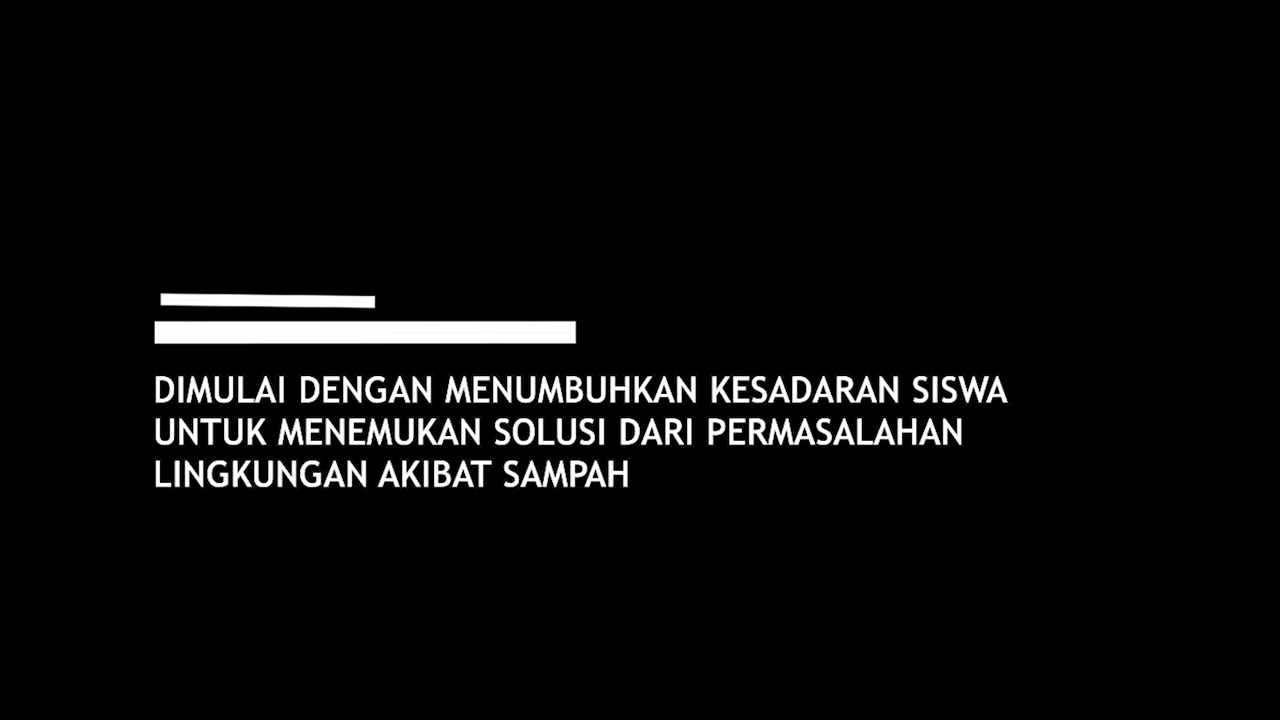 DIMULAI DENGAN MENUMBUHKAN KESADARAN SISWA
UNTUK MENEMUKAN SOLUSI DARI PERMASALAHAN
LINGKUNGAN AKIBAT SAMPAH